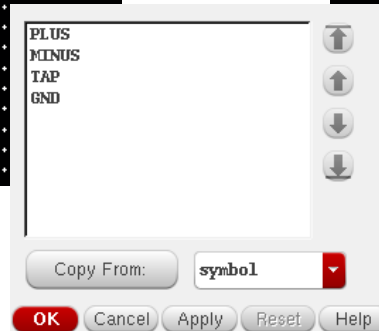 PLUS
MINUS
TAP
GND
Copy From: symbol
OK Cancel Apply Reset Help